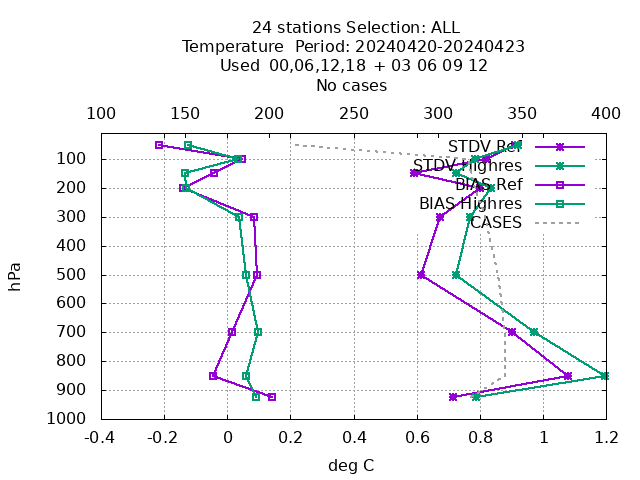 24 stations Selection: ALL
Temperature  Period: 20240420-20240423
Used  00,06,12,18  + 03 06 09 12
No cases
100 150 200 250 300 350 400
STDV Ref
STDV Highres
BIAS Ref
BIAS Highres
CASES
100
200
300
400
500
600
700
800
900
1000
hPa
-0.4 -0.2 0 0.2 0.4 0.6 0.8 1 1.2
deg C